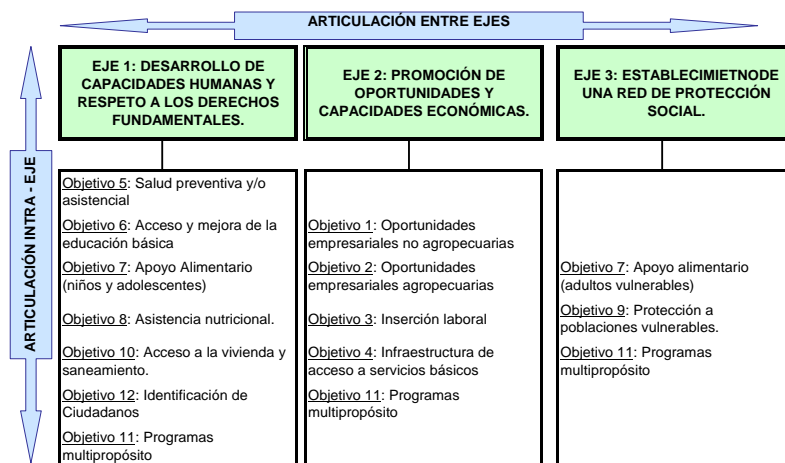 ARTICULACIÓN ENTRE EJES
ARTICULACIÓN INTRA - EJE
EJE 1: DESARROLLO DE
CAPACIDADES HUMANAS Y
RESPETO A LOS DERECHOS
FUNDAMENTALES.
Objetivo 5: Salud preventiva y/o
asistencial
Objetivo 6: Acceso y mejora de la
educación básica
Objetivo 7: Apoyo Alimentario
(niños y adolescentes)
Objetivo 8: Asistencia nutricional.
Objetivo 10: Acceso a la vivienda y
saneamiento.
Objetivo 12: Identificación de
Ciudadanos
Objetivo 11: Programas
multipropósito
EJE 2: PROMOCIÓN DE
OPORTUNIDADES Y
CAPACIDADES ECONÓMICAS.
Objetivo 1: Oportunidades
empresariales no agropecuarias
Objetivo 2: Oportunidades
empresariales agropecuarias
Objetivo 3: Inserción laboral
Objetivo 4: Infraestructura de
acceso a servicios básicos
Objetivo 11: Programas
multipropósito
EJE 3: ESTABLECIMIETNODE
UNA RED DE PROTECCIÓN
SOCIAL.
Objetivo 7: Apoyo alimentario
(adultos vulnerables)
Objetivo 9: Protección a
poblaciones vulnerables.
Objetivo 11: Programas
multipropósito